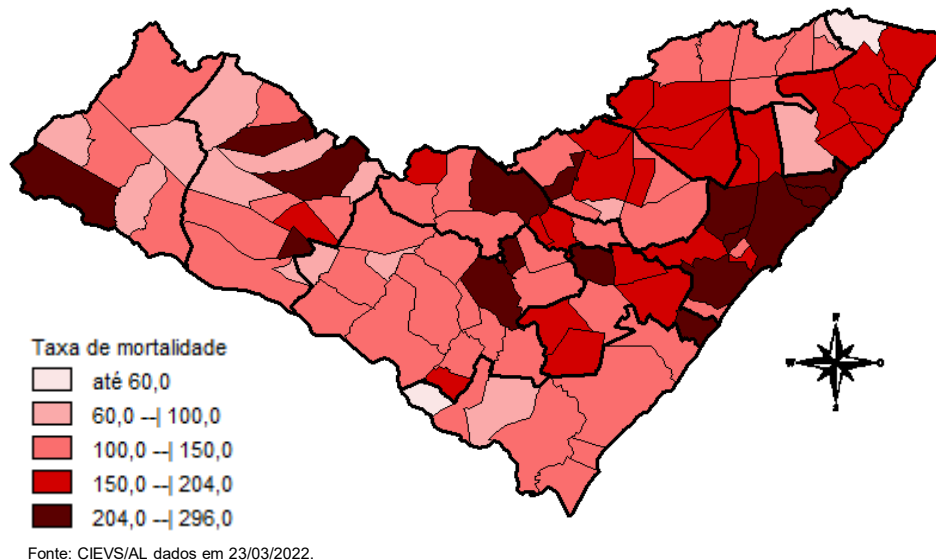 Taxa de mortalidade
até 60,0
60,0 --| 100,0
100,0 --| 150,0
150,0 --| 204,0
204,0 --| 296,0
Fonte: CIEVS/AL dados em 23/03/2022.